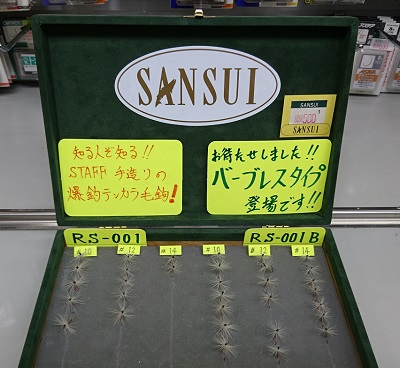 SANSUI
SANSUI
500
SANSUI
知る人ぞ知る!!
STAFF 手造りの
爆釣テンカラ毛鉤!
お待たせしました!!
バーブレスタイプ
登場です!!
RS-001
RS-001B
#10
#12
#14
#10
#12
#14